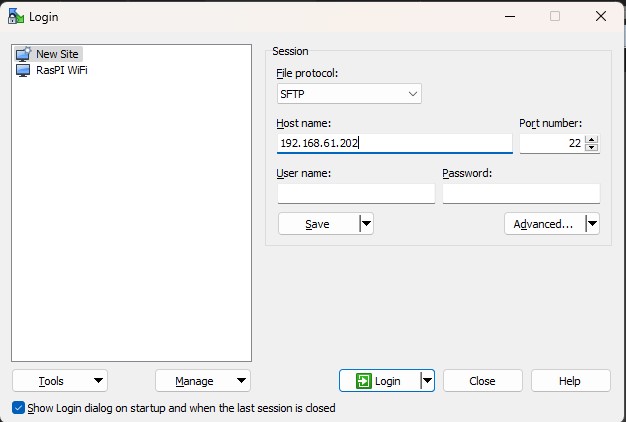 Login
New Site
RasPI WiFi
Session
File protocol:
SFTP
Host name:
Port number:
192.168.61.202
22
User name:
Password:
Save
Advanced...
Tools
Manage
Login
Close
Help
Show Login dialog on startup and when the last session is closed